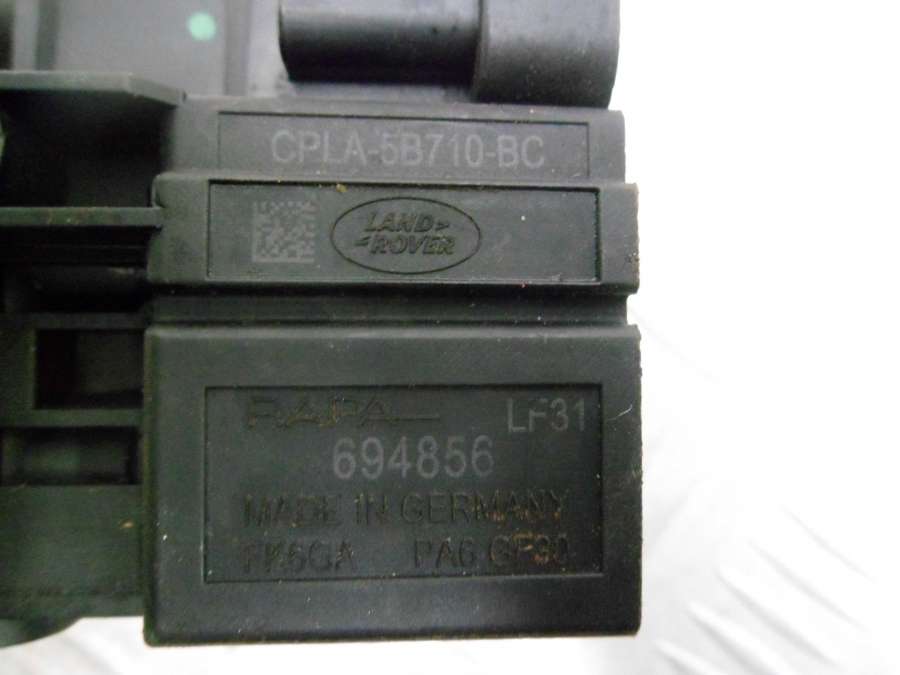 CPLA-5B710-BC
LAND>
<ROVER
RAPA
LF31
694856
MADE IN GERMANY
PA6 GF30